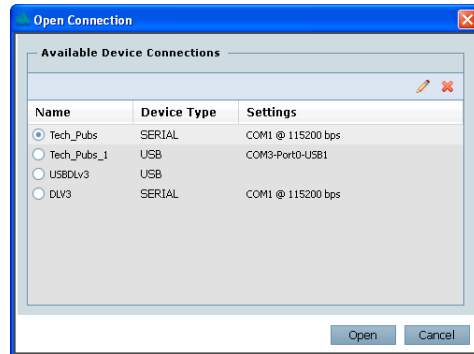 Open Connection
Available Device Connections
Name Device Type Settings
Tech_Pubs SERIAL COM1 @ 115200 bps
Tech_Pubs_1 USB COM3-Port0-USB1
USBDLv3 USB
DLV3 SERIAL COM1 @ 115200 bps
Open Cancel